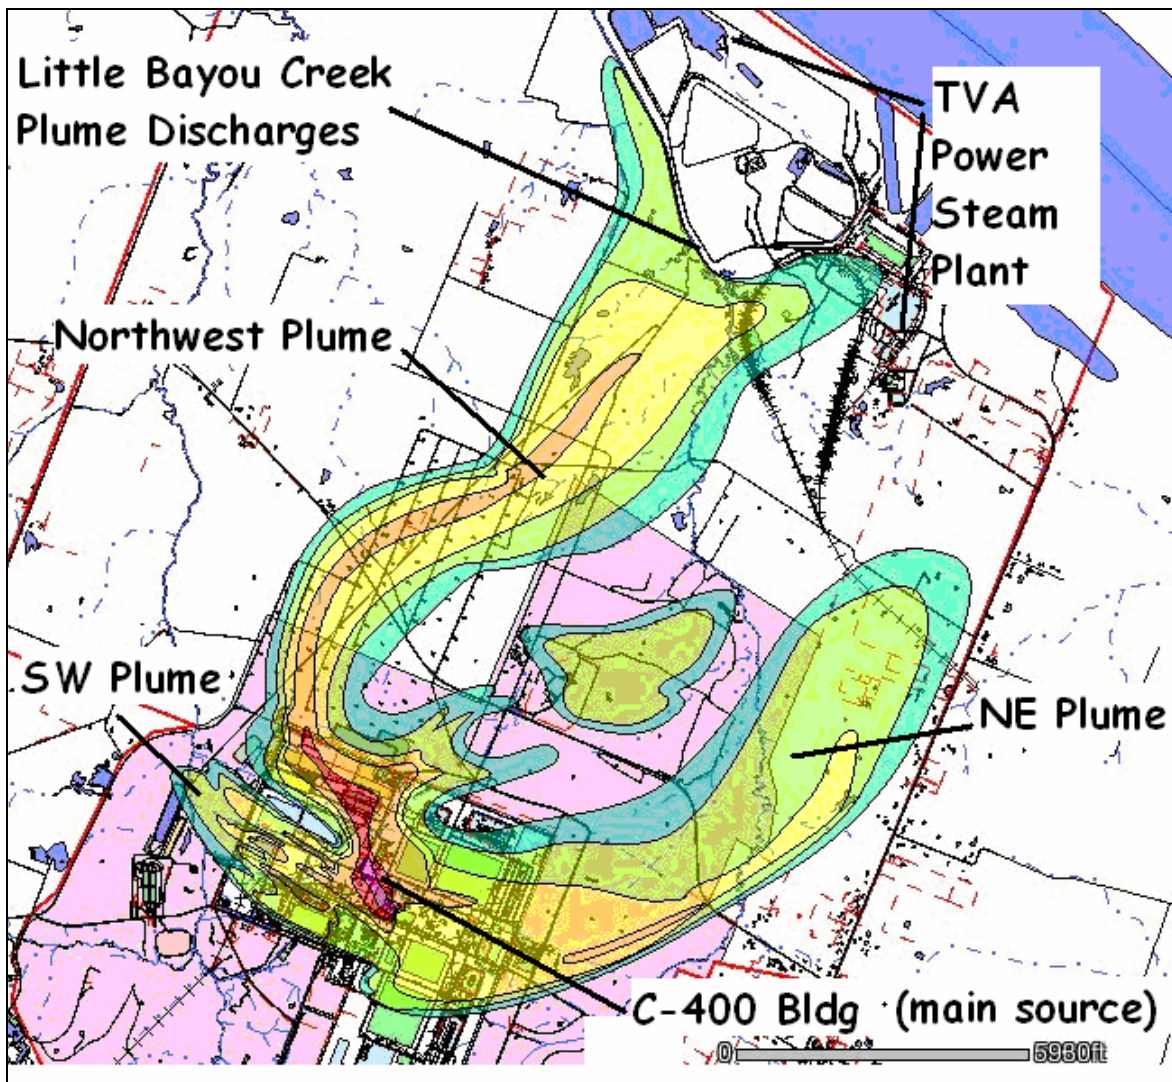 Little Bayou Creek
Plume Discharges
TVA
Power
Steam
Plant
Northwest Plume
SW Plume
NE Plume
C-400 Bldg (main source)
0 5980ft